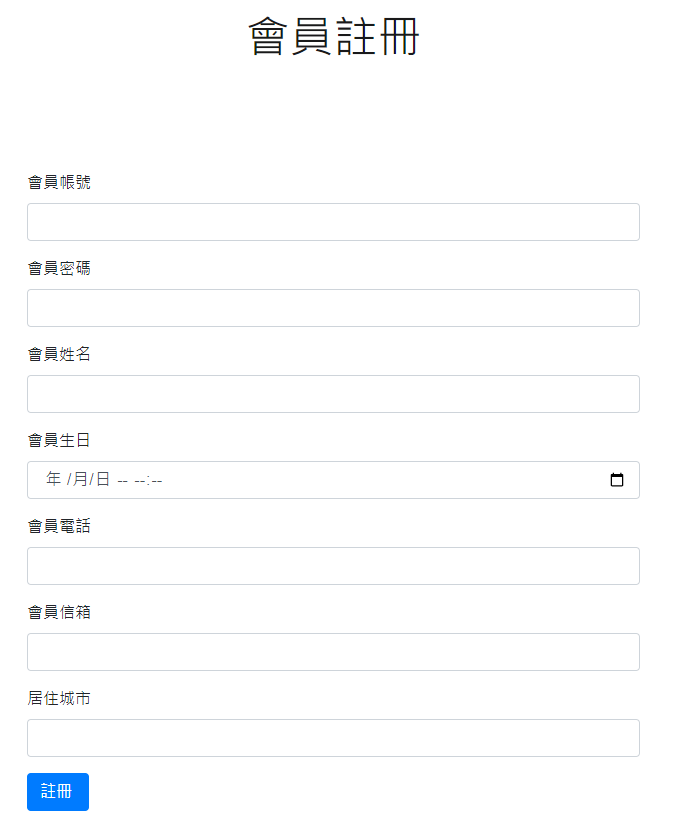 會員註冊
會員帳號
會員密碼
會員姓名
會員生日
年 /月/日 -- --:--
會員電話
會員信箱
居住城市
註冊